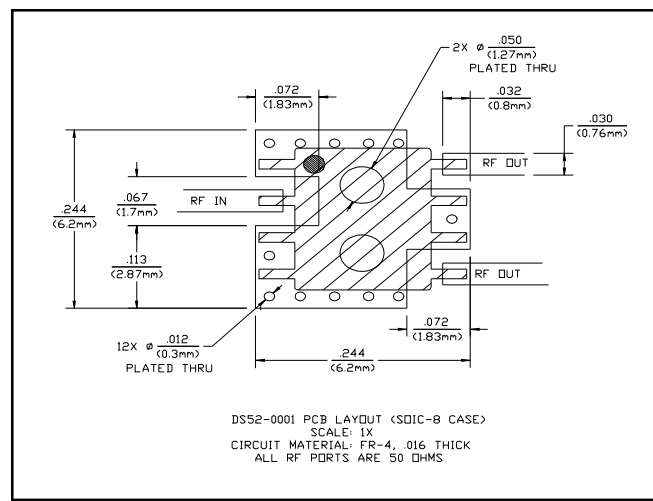 2X ø .050
(1.27mm)
PLATED THRU
.072
(1.83mm)
.032
(0.8mm)
.030
(0.76mm)
RF OUT
.067
(1.7mm)
RF IN
.244
(6.2mm)
.113
(2.87mm)
RF OUT
.072
(1.83mm)
12X ø .012
(0.3mm)
PLATED THRU
.244
(6.2mm)
DS52-0001 PCB LAYOUT (SOIC-8 CASE)
SCALE: 1X
CIRCUIT MATERIAL: FR-4, .016 THICK
ALL RF PORTS ARE 50 OHMS